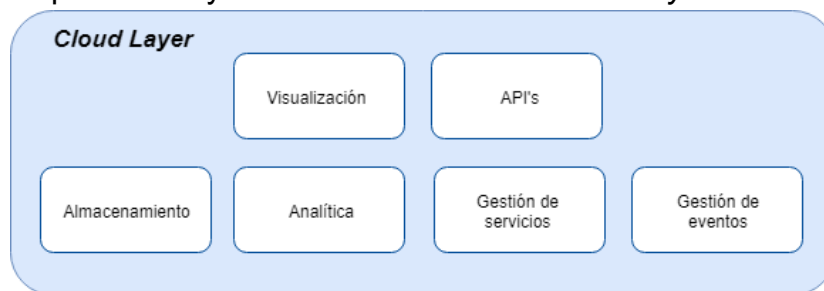 Cloud Layer
Visualización
API's
Almacenamiento
Analítica
Gestión de
servicios
Gestión de
eventos